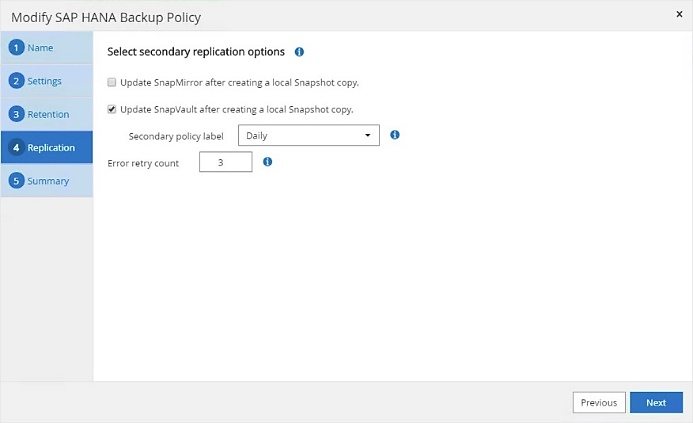 Modify SAP HANA Backup Policy
x
1 Name
2 Settings
3 Retention
4 Replication
5 Summary
Select secondary replication options i
Update SnapMirror after creating a local Snapshot copy.
Update SnapVault after creating a local Snapshot copy.
Secondary policy label Daily i
Error retry count 3 i
Previous Next